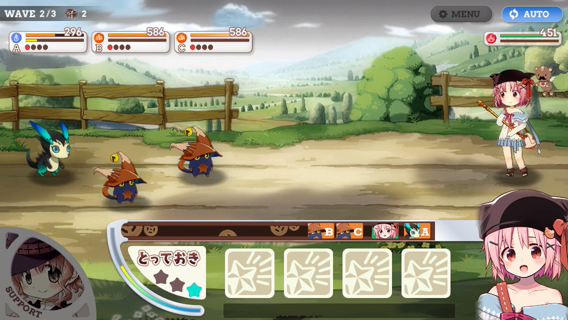 WAVE 2/3 2
MENU
AUTO
296
586
586
451
A
B
C
B
C
A
とっておき
SUPPORT